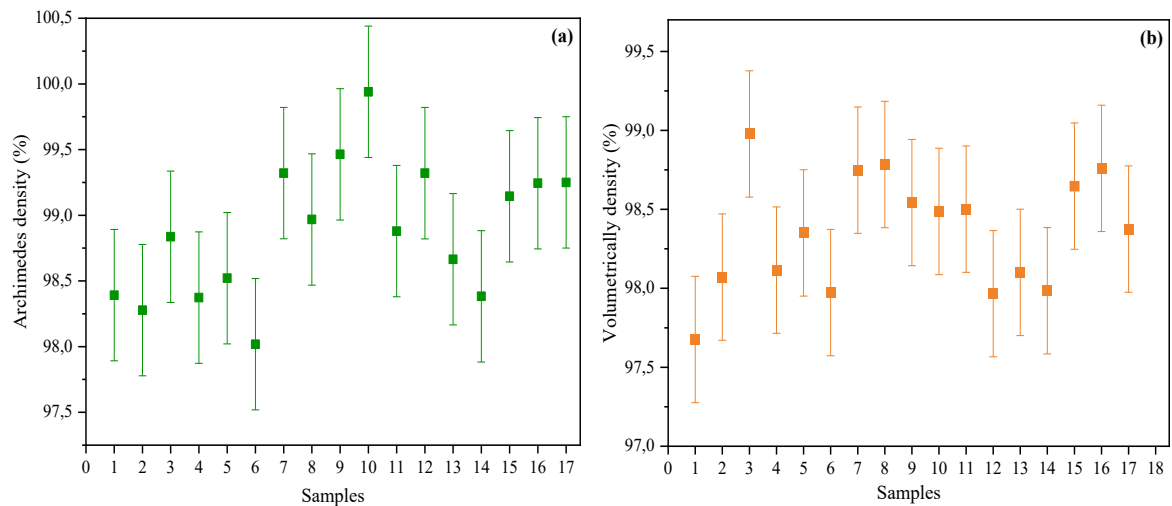 (a)
Archimedes density (%)
100,5
100,0
99,5
99,0
98,5
98,0
97,5
0 1 2 3 4 5 6 7 8 9 10 11 12 13 14 15 16 17
Samples
(b)
Volumetrically density (%)
99,5
99,0
98,5
98,0
97,5
97,0
0 1 2 3 4 5 6 7 8 9 10 11 12 13 14 15 16 17 18
Samples